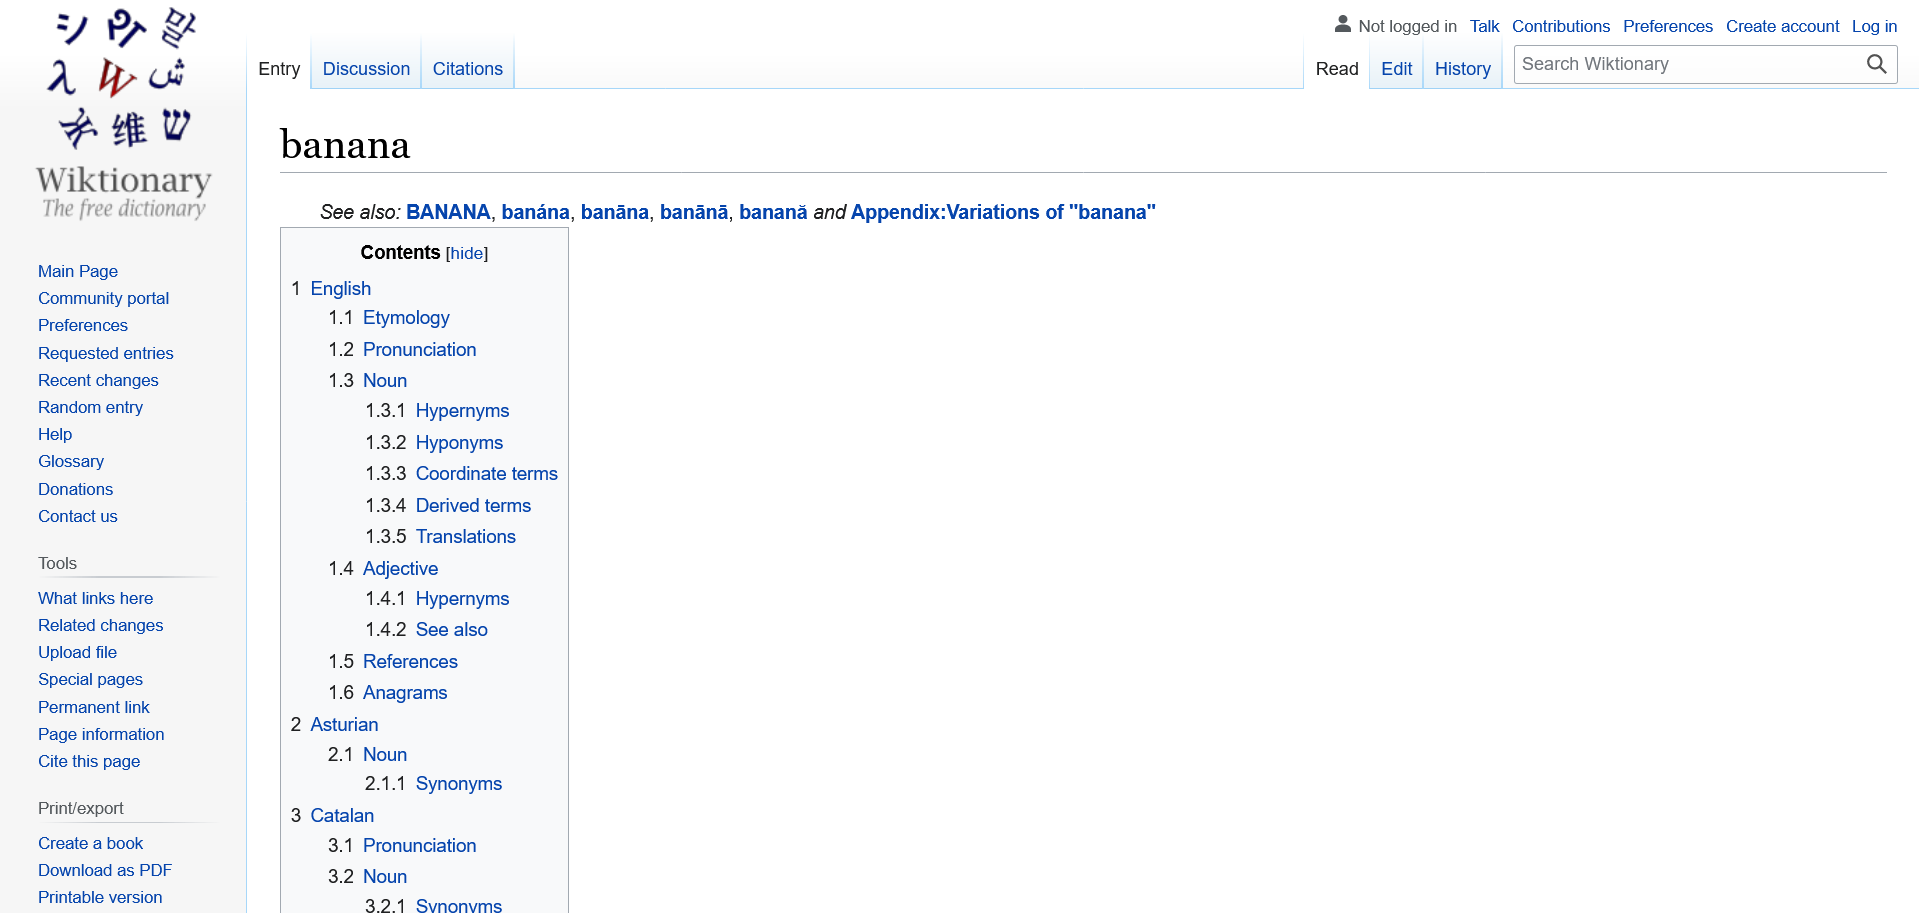 シ Պ 말
λ W ش
ጽ 维 ש
Wiktionary
The free dictionary
Not logged in Talk Contributions Preferences Create account Log in
Entry Discussion Citations Read Edit History Search Wiktionary
banana
See also: BANANA, banána, banāna, banānā, banană and Appendix:Variations of "banana"
Contents [hide]
1 English
1.1 Etymology
1.2 Pronunciation
1.3 Noun
1.3.1 Hypernyms
1.3.2 Hyponyms
1.3.3 Coordinate terms
1.3.4 Derived terms
1.3.5 Translations
1.4 Adjective
1.4.1 Hypernyms
1.4.2 See also
1.5 References
1.6 Anagrams
2 Asturian
2.1 Noun
2.1.1 Synonyms
3 Catalan
3.1 Pronunciation
3.2 Noun
3.2.1 Synonyms
Main Page
Community portal
Preferences
Requested entries
Recent changes
Random entry
Help
Glossary
Donations
Contact us
Tools
What links here
Related changes
Upload file
Special pages
Permanent link
Page information
Cite this page
Print/export
Create a book
Download as PDF
Printable version